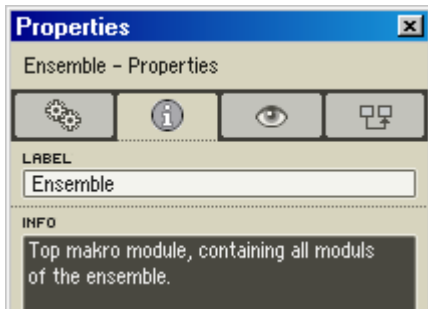 Properties
Ensemble – Properties
LABEL
Ensemble
INFO
Top makro module, containing all moduls
of the ensemble.